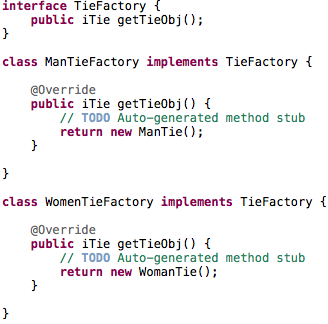 interface TieFactory {
    public iTie getTieObj();
}
class ManTieFactory implements TieFactory {
    @Override
    public iTie getTieObj() {
        // TODO Auto-generated method stub
        return new ManTie();
    }
}
class WomenTieFactory implements TieFactory {
    @Override
    public iTie getTieObj() {
        // TODO Auto-generated method stub
        return new WomanTie();
    }
}